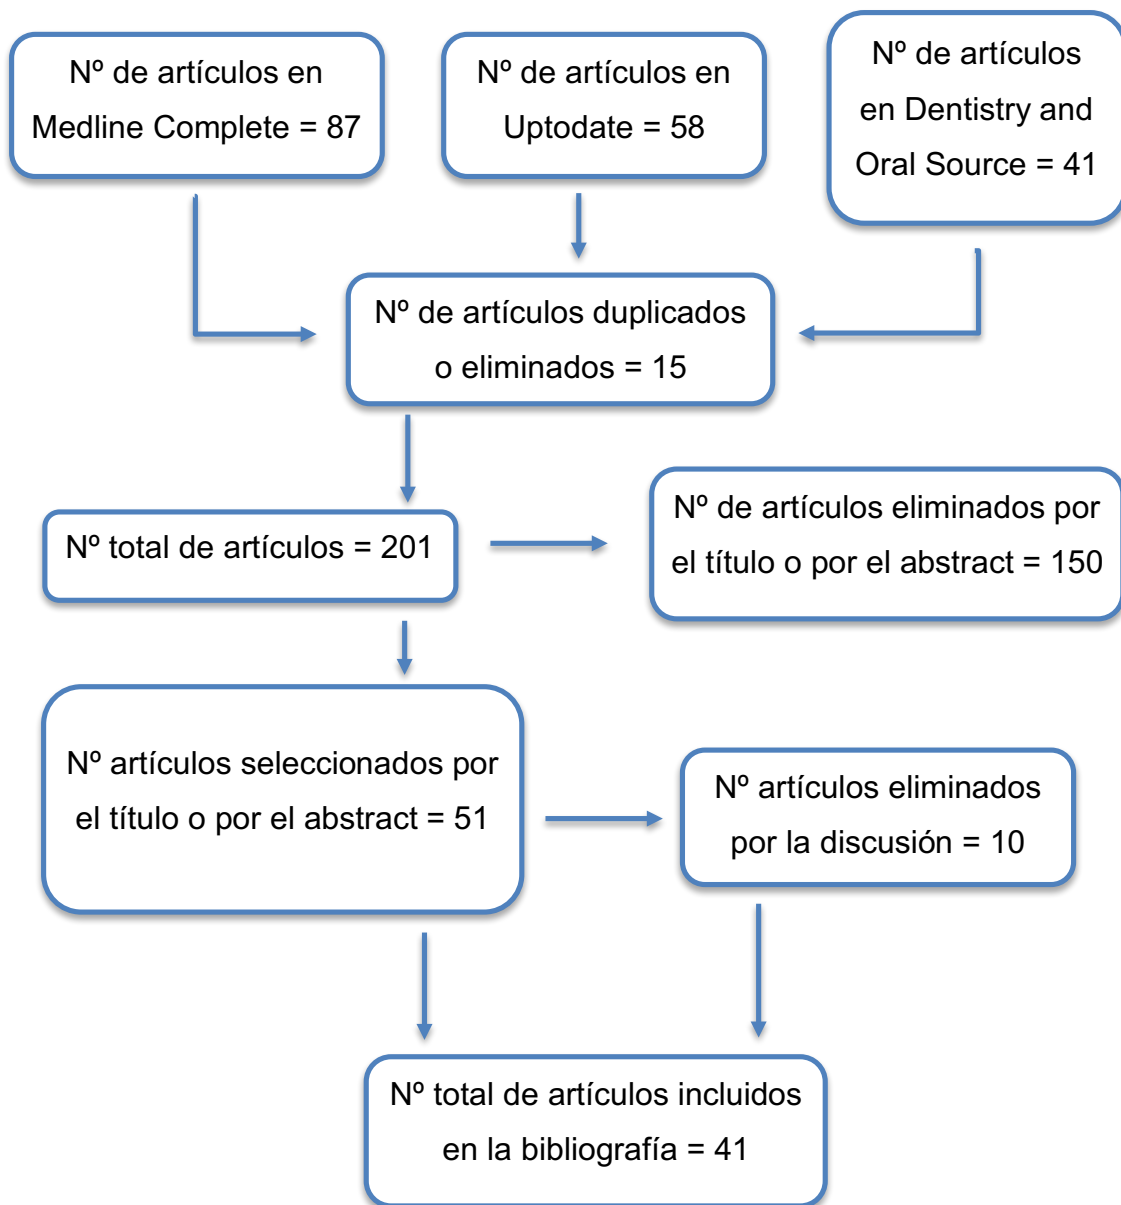 Nº de artículos en
Medline Complete = 87
Nº de artículos en
Uptodate = 58
Nº de artículos
en Dentistry and
Oral Source = 41
Nº de artículos duplicados
o eliminados = 15
Nº total de artículos = 201
Nº de artículos eliminados por
el título o por el abstract = 150
Nº artículos seleccionados por
el título o por el abstract = 51
Nº artículos eliminados
por la discusión = 10
Nº total de artículos incluidos
en la bibliografía = 41